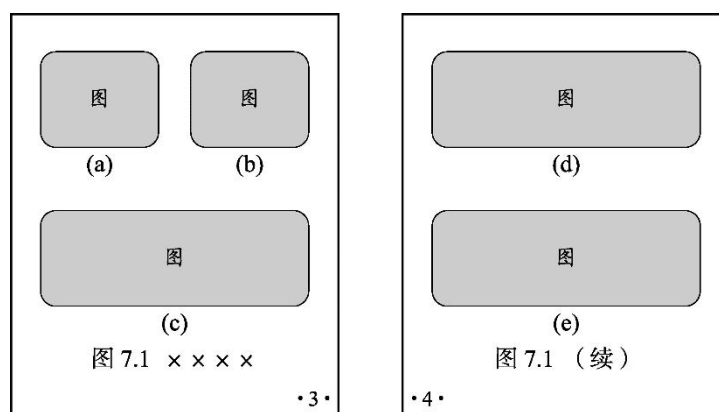 图 图
(a) (b)
图
(c)
图 7.1 ××××
·3·
图
(d)
图
(e)
图 7.1 （续）
·4·